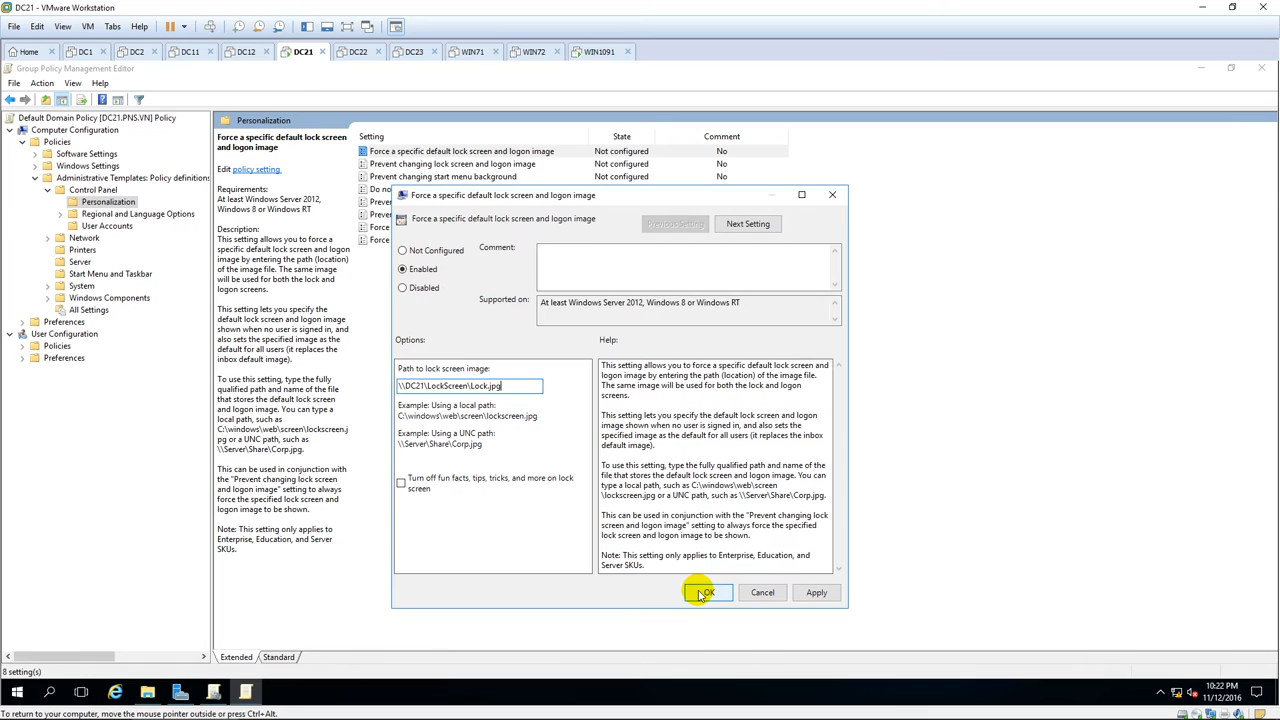 DC21 - VMware Workstation
File Edit View VM Tabs Help
Home DC1 DC2 DC11 DC12 DC21 DC22 DC23 WIN71 WIN72 WIN1091
Group Policy Management Editor
File Action View Help
Default Domain Policy [DC21.PNS.VN] Policy
Computer Configuration
Policies
Software Settings
Windows Settings
Administrative Templates: Policy definitions
Control Panel
Personalization
Regional and Language Options
User Accounts
Network
Printers
Server
Start Menu and Taskbar
System
Windows Components
All Settings
Preferences
User Configuration
Policies
Preferences
Personalization
Force a specific default lock screen
and logon image
Edit policy setting.
Requirements:
At least Windows Server 2012,
Windows 8 or Windows RT
Description:
This setting allows you to force a
specific default lock screen and logon
image by entering the path (location)
of the image file. The same image
will be used for both the lock and
logon screens.
This setting lets you specify the
default lock screen and logon image
shown when no user is signed in, and
also sets the specified image as the
default for all users (it replaces the
inbox default image).
To use this setting, type the fully
qualified path and name of the file
that stores the default lock screen
and logon image. You can type a
local path, such as
C:\windows\web\screen\lockscreen.j
pg or a UNC path, such as
\\Server\Share\Corp.jpg.
This can be used in conjunction with
the "Prevent changing lock screen
and logon image" setting to always
force the specified lock screen and
logon image to be shown.
Note: This setting only applies to
Enterprise, Education, and Server
SKUs.
Setting State Comment
Force a specific default lock screen and logon image Not configured No
Prevent changing lock screen and logon image Not configured No
Prevent changing start menu background Not configured No
Do no
Preven
Preven
Force
Force
Force a specific default lock screen and logon image
Force a specific default lock screen and logon image
Previous Setting Next Setting
Not Configured
Enabled
Disabled
Comment:
Supported on:
At least Windows Server 2012, Windows 8 or Windows RT
Options:
Path to lock screen image:
\\DC21\LockScreen\Lock.jpg
Example: Using a local path:
C:\windows\web\screen\lockscreen.jpg
Example: Using a UNC path:
\\Server\Share\Corp.jpg
Turn off fun facts, tips, tricks, and more on lock
screen
Help:
This setting allows you to force a specific default lock screen and
logon image by entering the path (location) of the image file.
The same image will be used for both the lock and logon
screens.
This setting lets you specify the default lock screen and logon
image shown when no user is signed in, and also sets the
specified image as the default for all users (it replaces the inbox
default image).
To use this setting, type the fully qualified path and name of the
file that stores the default lock screen and logon image. You can
type a local path, such as C:\windows\web\screen
\lockscreen.jpg or a UNC path, such as \\Server\Share\Corp.jpg.
This can be used in conjunction with the "Prevent changing lock
screen and logon image" setting to always force the specified
lock screen and logon image to be shown.
Note: This setting only applies to Enterprise, Education, and
Server SKUs.
OK Cancel Apply
Extended Standard
8 setting(s)
10:22 PM
11/12/2016
To return to your computer, move the mouse pointer outside or press Ctrl+Alt.